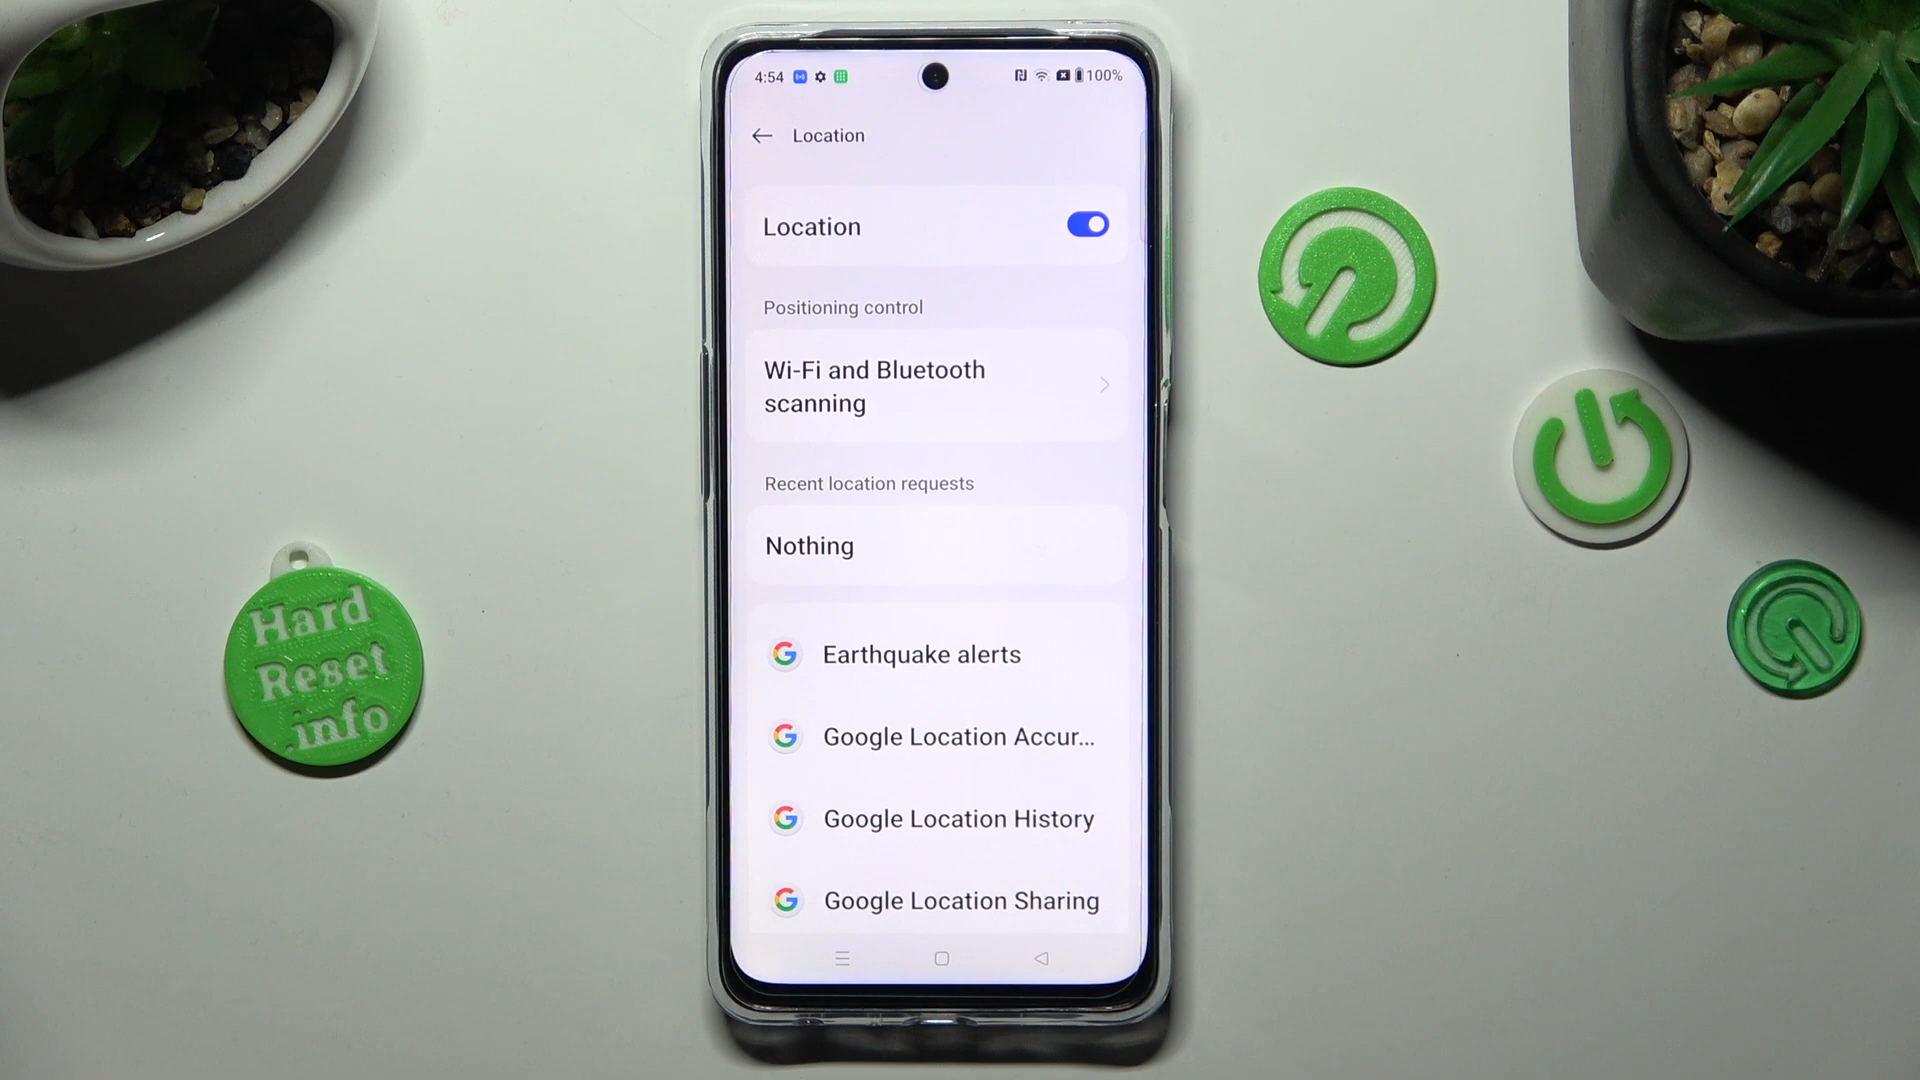 4:54
100%
Location
Location
Positioning control
Wi-Fi and Bluetooth
scanning
Recent location requests
Nothing
Earthquake alerts
Google Location Accur...
Google Location History
Google Location Sharing
Hard
Reset
.info